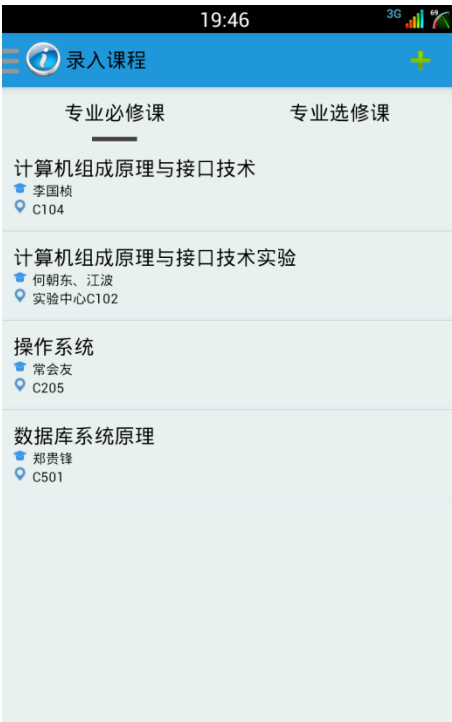 19:46
3G
69
录入课程
专业必修课
专业选修课
计算机组成原理与接口技术
李国桢
C104
计算机组成原理与接口技术实验
何朝东、江波
实验中心C102
操作系统
常会友
C205
数据库系统原理
郑贵锋
C501